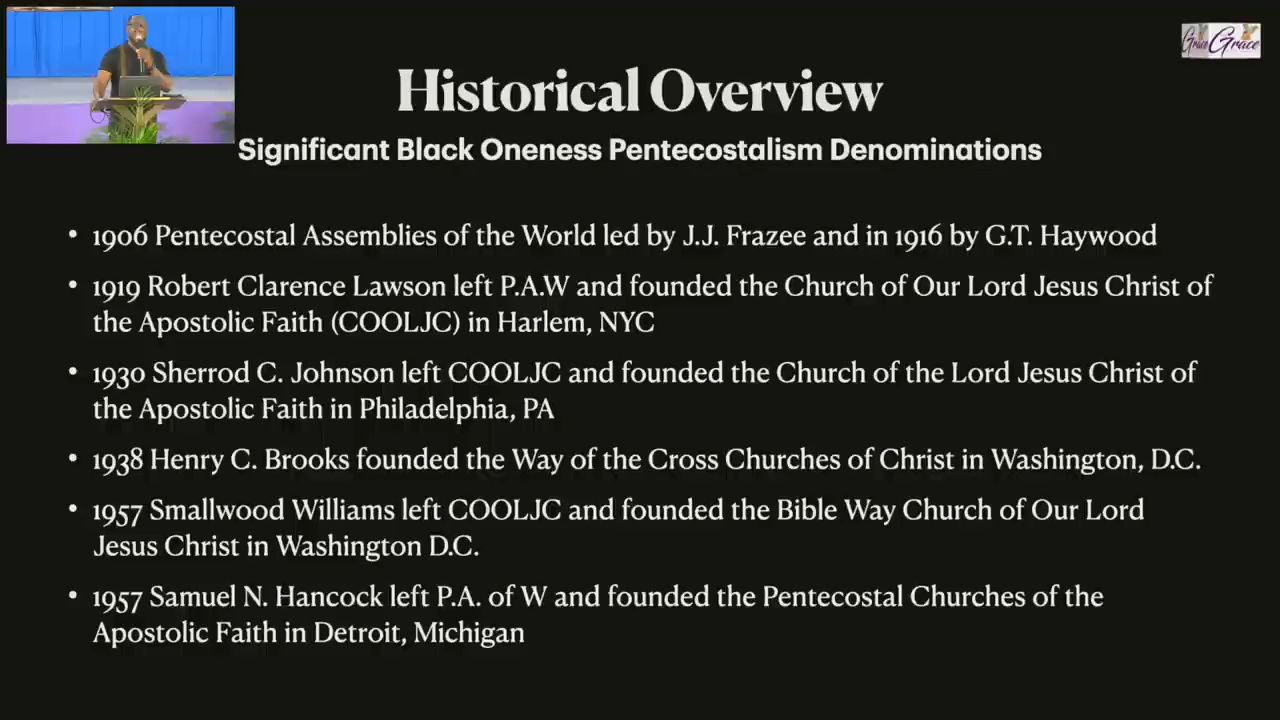 Grace Grace
Historical Overview
Significant Black Oneness Pentecostalism Denominations
• 1906 Pentecostal Assemblies of the World led by J.J. Frazee and in 1916 by G.T. Haywood
• 1919 Robert Clarence Lawson left P.A.W and founded the Church of Our Lord Jesus Christ of
the Apostolic Faith (COOLJC) in Harlem, NYC
• 1930 Sherrod C. Johnson left COOLJC and founded the Church of the Lord Jesus Christ of
the Apostolic Faith in Philadelphia, PA
• 1938 Henry C. Brooks founded the Way of the Cross Churches of Christ in Washington, D.C.
• 1957 Smallwood Williams left COOLJC and founded the Bible Way Church of Our Lord
Jesus Christ in Washington D.C.
• 1957 Samuel N. Hancock left P.A. of W and founded the Pentecostal Churches of the
Apostolic Faith in Detroit, Michigan